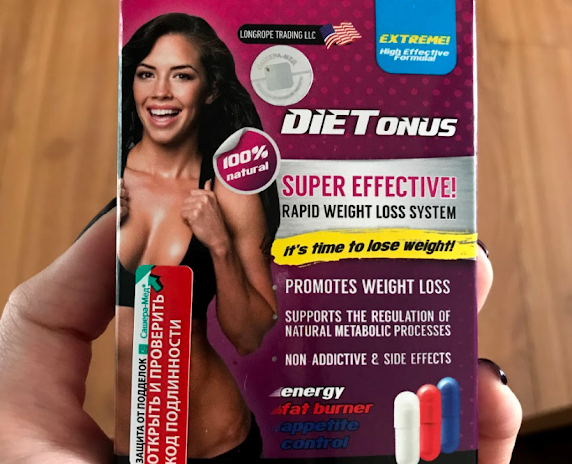 LONGROPE TRADING LLC
EXTREME!
High Effective
Formula!
DIETONUS
100%
natural
SUPER EFFECTIVE!
RAPID WEIGHT LOSS SYSTEM
it's time to lose weight!
PROMOTES WEIGHT LOSS
SUPPORTS THE REGULATION OF
NATURAL METABOLIC PROCESSES
NON ADDICTIVE & SIDE EFFECTS
energy
fat burner
appetite
control
ЗАЩИТА ОТ ПОДДЕЛОК
Сашера-Мед®
ОТКРЫТЬ И ПРОВЕРИТЬ
КОД ПОДЛИННОСТИ